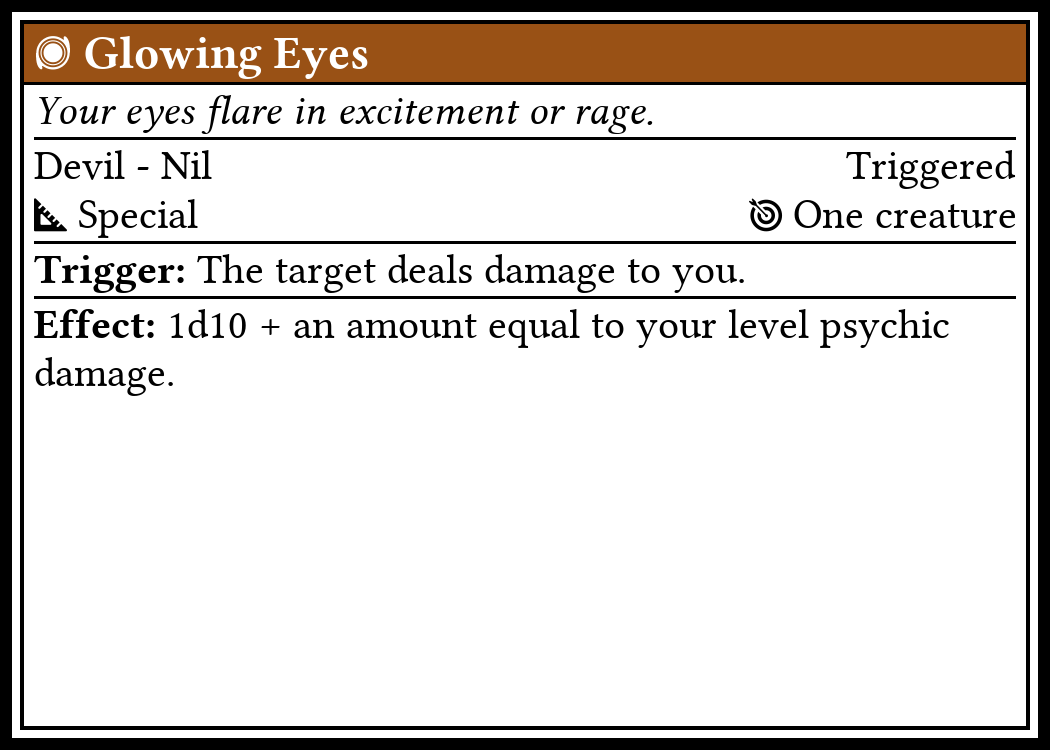 Glowing Eyes
Your eyes flare in excitement or rage.
Devil - Nil
Triggered
Special
One creature
Trigger: The target deals damage to you.
Effect: 1d10 + an amount equal to your level psychic
damage.